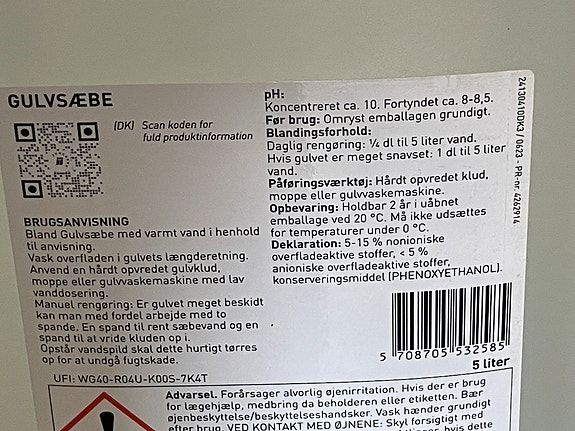 GULVSÆBE
(DK) Scan koden for
fuld produktinformation
BRUGSANVISNING
Bland Gulvsæbe med varmt vand i henhold
til anvisning.
Vask overfladen i gulvets længderetning.
Anvend en hårdt opvredet gulvklud,
moppe eller gulvvaskemaskine med lav
vanddosering.
Manuel rengøring: Er gulvet meget beskidt
kan man med fordel arbejde med to
spande. En spand til rent sæbevand og en
spand til at vride kluden op i.
Opstår vandspild skal dette hurtigt tørres
op for at undgå fugtskade.
UFI: WG40-R04U-K00S-7K4T
pH:
Koncentreret ca. 10. Fortyndet ca. 8-8,5.
Før brug: Omryst emballagen grundigt.
Blandingsforhold:
Daglig rengøring: ¼ dl til 5 liter vand.
Hvis gulvet er meget snavset: 1 dl til 5 liter
vand.
Påføringsværktøj: Hårdt opvredet klud,
moppe eller gulvvaskemaskine.
Opbevaring: Holdbar 2 år i uåbnet
emballage ved 20 °C. Må ikke udsættes
for temperaturer under 0 °C.
Deklaration: 5-15 % nonioniske
overfladeaktive stoffer, < 5 %
anioniske overfladeaktive stoffer,
konserveringsmiddel (PHENOXYETHANOL).
5 708705 532585
5 liter
24130410DK3 / 0623 - PR-nr 4262914
Advarsel. Forårsager alvorlig øjenirritation. Hvis der er brug
for lægehjælp, medbring da beholderen eller etiketten. Bær
øjenbeskyttelse/beskyttelseshandsker. Vask hænder grundigt
efter brug. VED KONTAKT MED ØJNENE: Skyl forsigtigt med